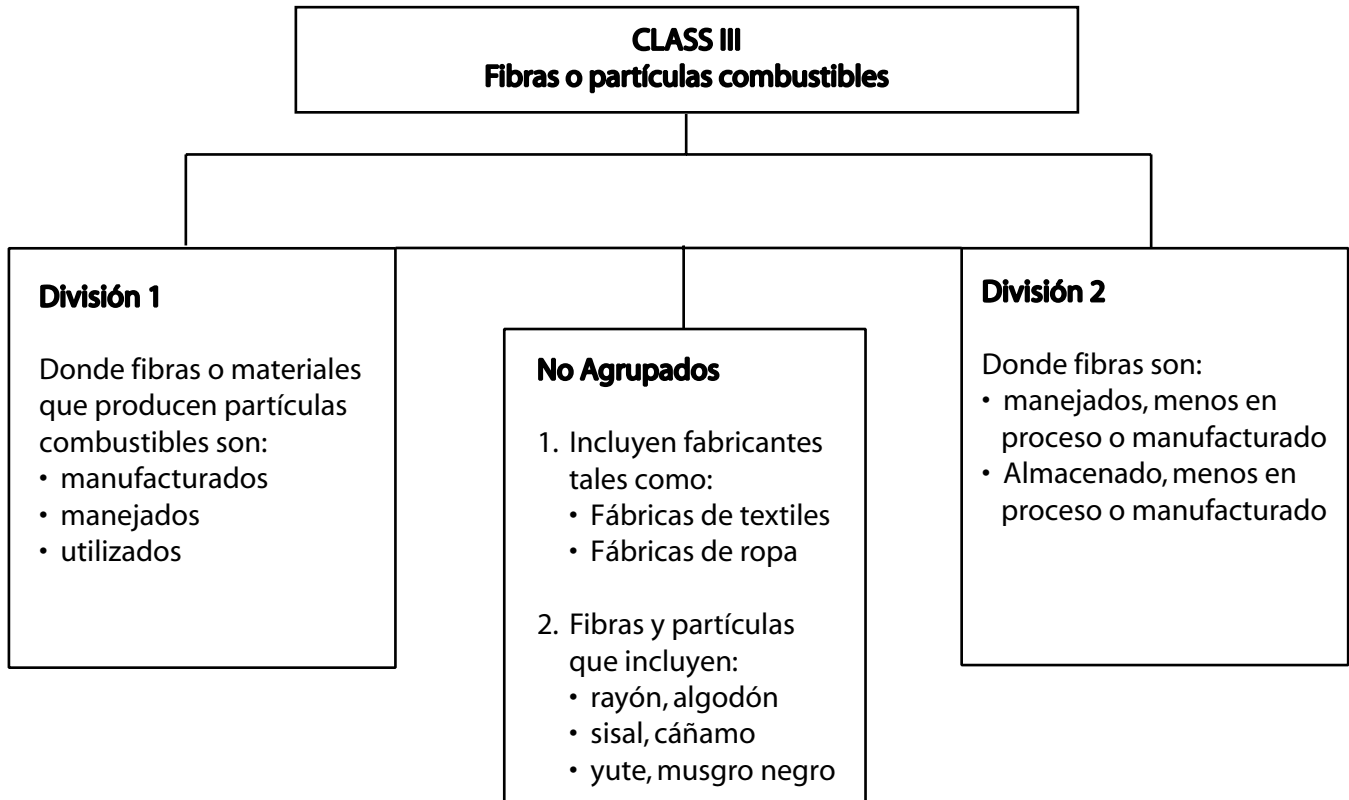 CLASS III
Fibras o partículas combustibles
División 1
Donde fibras o materiales
que producen partículas
combustibles son:
• manufacturados
• manejados
• utilizados
No Agrupados
1. Incluyen fabricantes
tales como:
• Fábricas de textiles
• Fábricas de ropa
2. Fibras y partículas
que incluyen:
• rayón, algodón
• sisal, cáñamo
• yute, musgro negro
División 2
Donde fibras son:
• manejados, menos en
proceso o manufacturado
• Almacenado, menos en
proceso o manufacturado